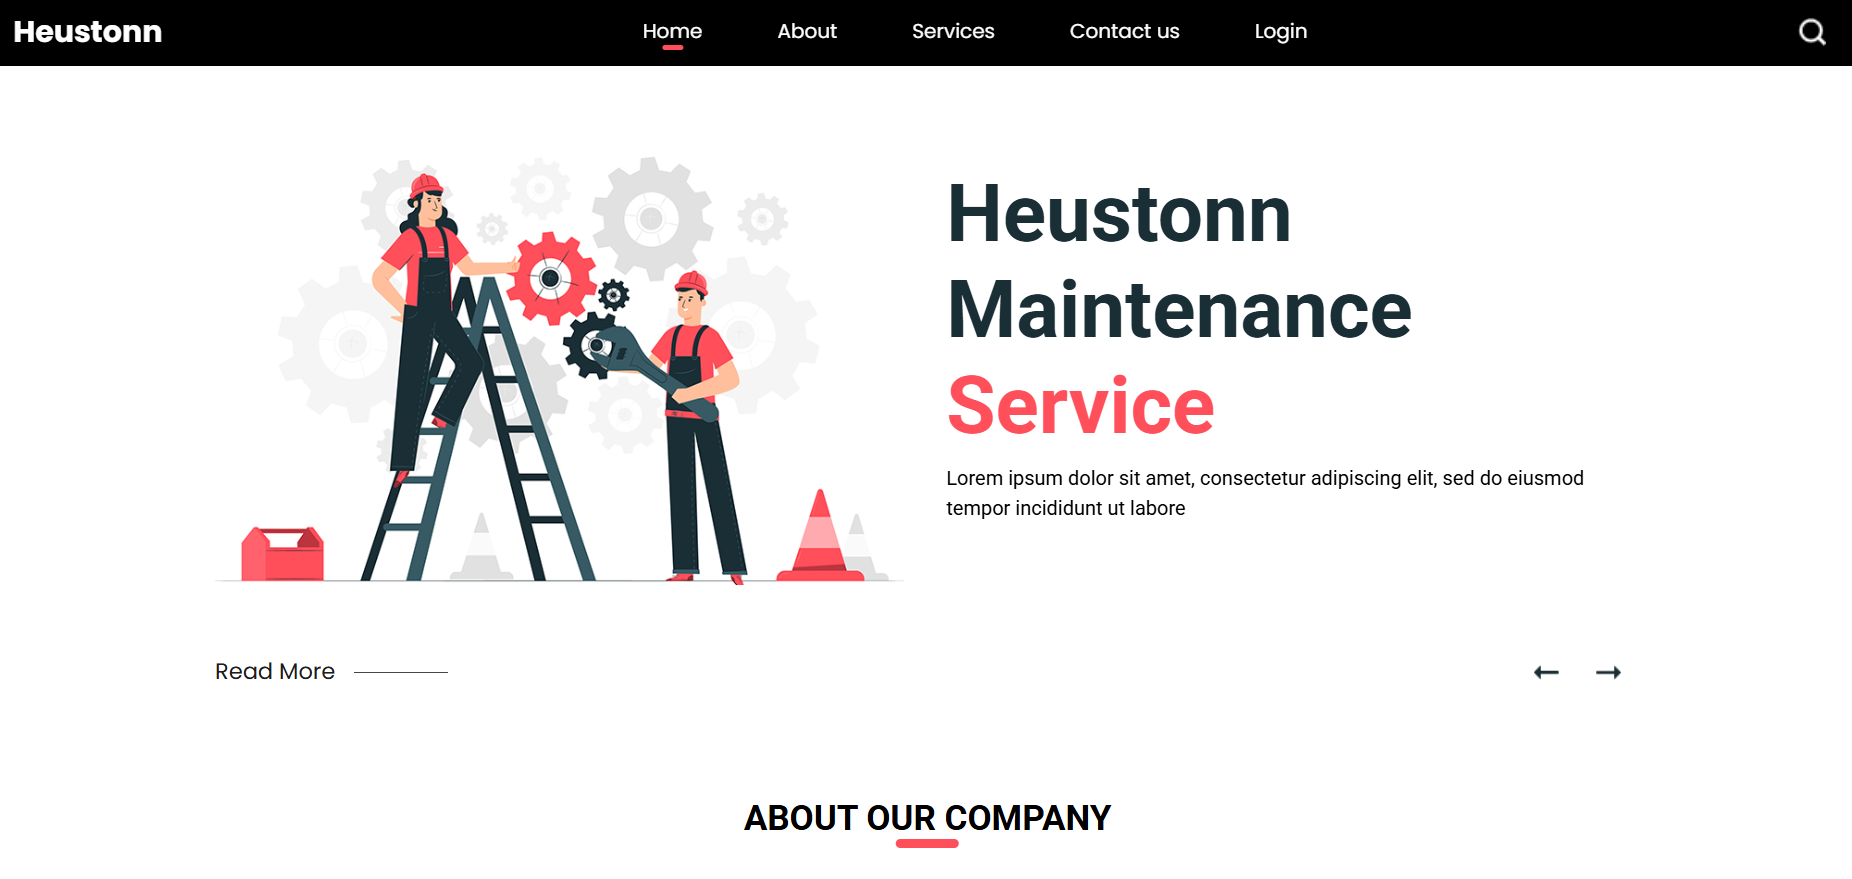 Heustonn
Home About Services Contact us Login
Heustonn
Maintenance
Service
Lorem ipsum dolor sit amet, consectetur adipiscing elit, sed do eiusmod
tempor incididunt ut labore
Read More
ABOUT OUR COMPANY